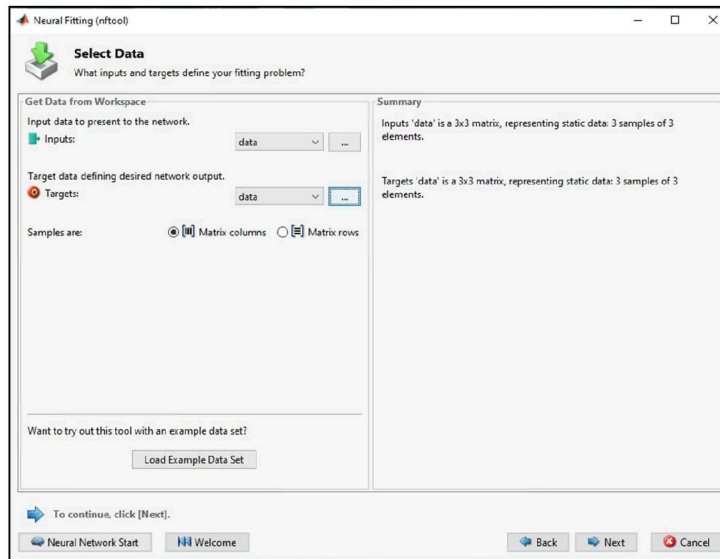 Neural Fitting (nftool)
Select Data
What inputs and targets define your fitting problem?
Get Data from Workspace
Input data to present to the network.
Inputs: data ...
Target data defining desired network output.
Targets: data ...
Samples are: Matrix columns Matrix rows
Want to try out this tool with an example data set?
Load Example Data Set
Summary
Inputs 'data' is a 3x3 matrix, representing static data: 3 samples of 3
elements.
Targets 'data' is a 3x3 matrix, representing static data: 3 samples of 3
elements.
To continue, click [Next].
Neural Network Start Welcome Back Next Cancel